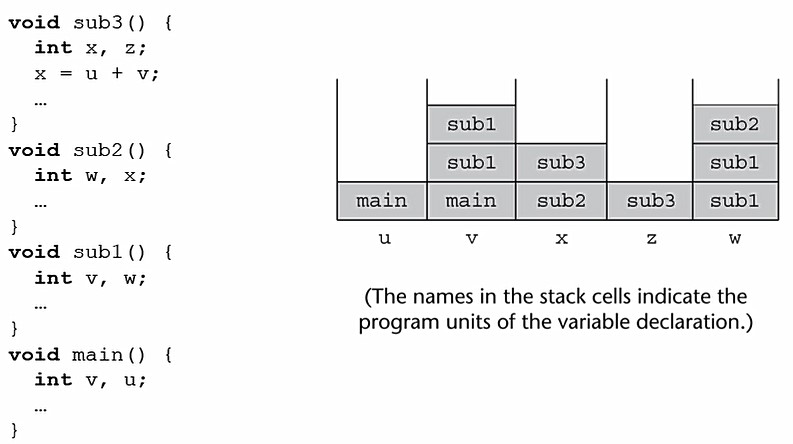 void sub3() {
  int x, z;
  x = u + v;
  …
}
void sub2() {
  int w, x;
  …
}
void sub1() {
  int v, w;
  …
}
void main() {
  int v, u;
  …
}
sub1 sub2
sub1 sub3 sub1
main main sub2 sub3 sub1
u v x z w
(The names in the stack cells indicate the
program units of the variable declaration.)